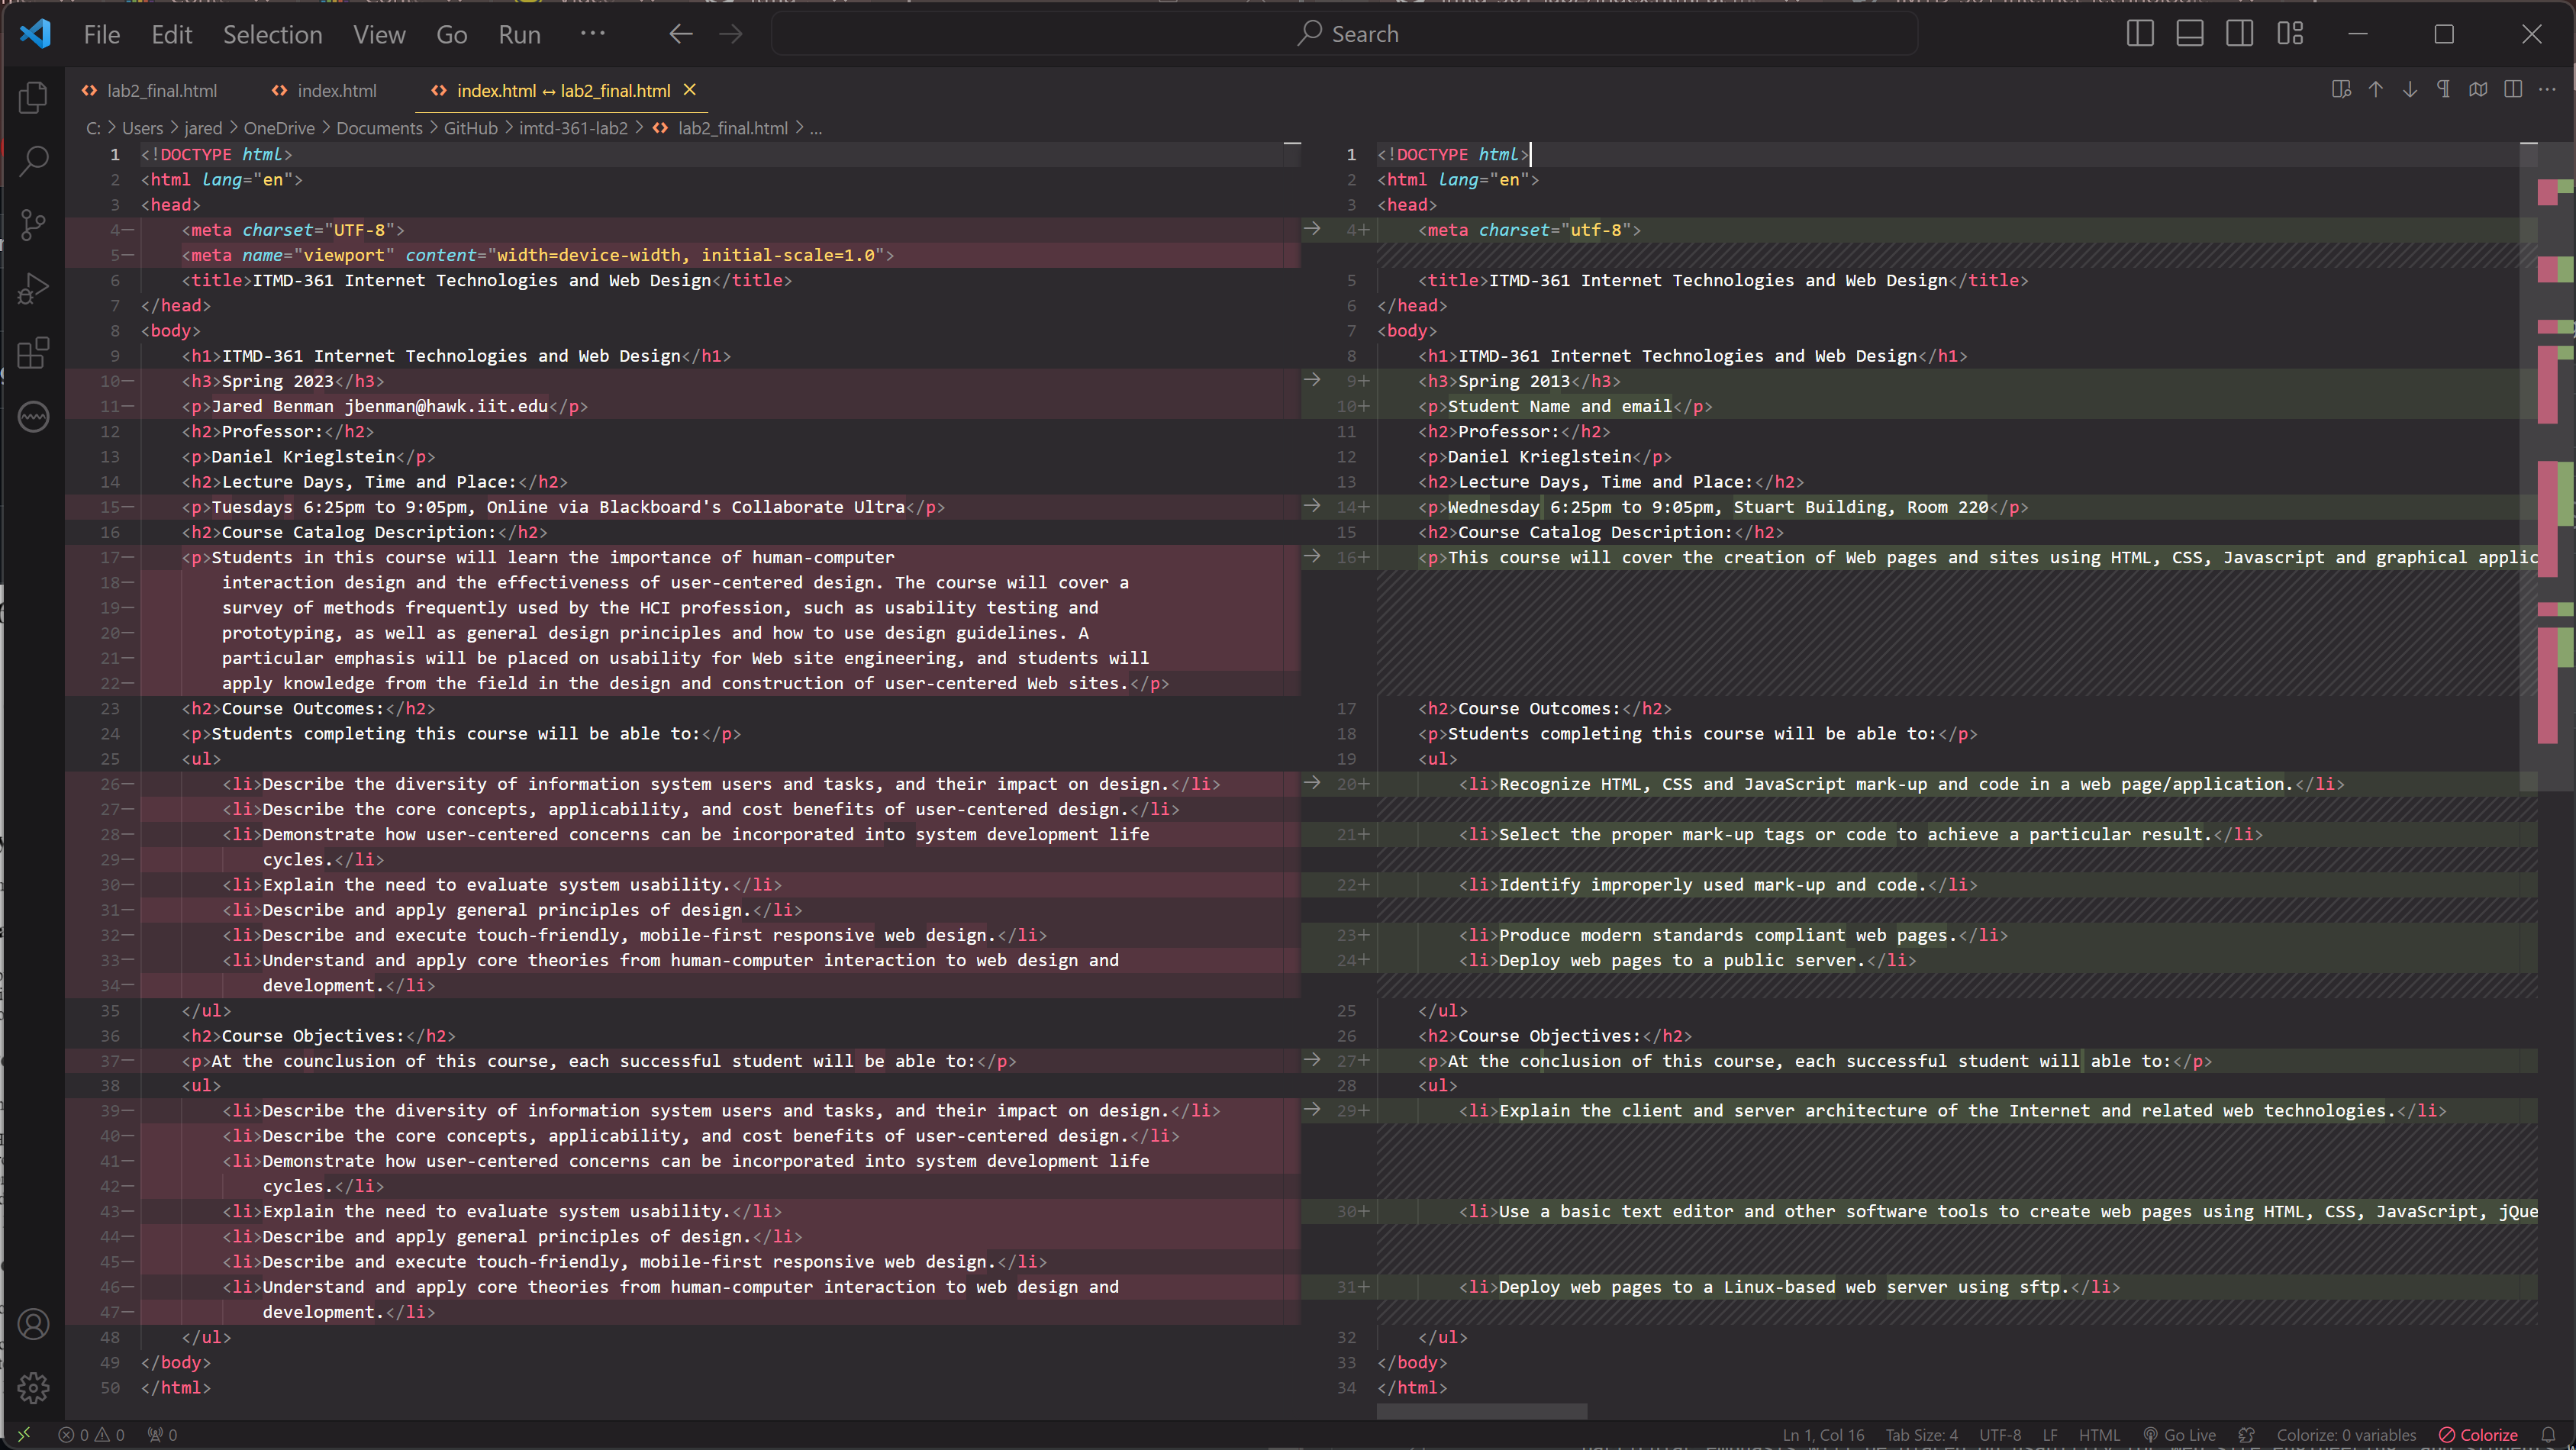 File Edit Selection View Go Run ··· Search
lab2_final.html index.html index.html ↔ lab2_final.html
C: > Users > jared > OneDrive > Documents > GitHub > imtd-361-lab2 > lab2_final.html > ...
1 <!DOCTYPE html>
2 <html lang="en">
3 <head>
4— <meta charset="UTF-8">
5— <meta name="viewport" content="width=device-width, initial-scale=1.0">
6 <title>ITMD-361 Internet Technologies and Web Design</title>
7 </head>
8 <body>
9 <h1>ITMD-361 Internet Technologies and Web Design</h1>
10— <h3>Spring 2023</h3>
11— <p>Jared Benman jbenman@hawk.iit.edu</p>
12 <h2>Professor:</h2>
13 <p>Daniel Krieglstein</p>
14 <h2>Lecture Days, Time and Place:</h2>
15— <p>Tuesdays 6:25pm to 9:05pm, Online via Blackboard's Collaborate Ultra</p>
16 <h2>Course Catalog Description:</h2>
17— <p>Students in this course will learn the importance of human-computer
18— interaction design and the effectiveness of user-centered design. The course will cover a
19— survey of methods frequently used by the HCI profession, such as usability testing and
20— prototyping, as well as general design principles and how to use design guidelines. A
21— particular emphasis will be placed on usability for Web site engineering, and students will
22— apply knowledge from the field in the design and construction of user-centered Web sites.</p>
23 <h2>Course Outcomes:</h2>
24 <p>Students completing this course will be able to:</p>
25 <ul>
26— <li>Describe the diversity of information system users and tasks, and their impact on design.</li>
27— <li>Describe the core concepts, applicability, and cost benefits of user-centered design.</li>
28— <li>Demonstrate how user-centered concerns can be incorporated into system development life
29— cycles.</li>
30— <li>Explain the need to evaluate system usability.</li>
31— <li>Describe and apply general principles of design.</li>
32— <li>Describe and execute touch-friendly, mobile-first responsive web design.</li>
33— <li>Understand and apply core theories from human-computer interaction to web design and
34— development.</li>
35 </ul>
36 <h2>Course Objectives:</h2>
37— <p>At the counclusion of this course, each successful student will be able to:</p>
38 <ul>
39— <li>Describe the diversity of information system users and tasks, and their impact on design.</li>
40— <li>Describe the core concepts, applicability, and cost benefits of user-centered design.</li>
41— <li>Demonstrate how user-centered concerns can be incorporated into system development life
42— cycles.</li>
43— <li>Explain the need to evaluate system usability.</li>
44— <li>Describe and apply general principles of design.</li>
45— <li>Describe and execute touch-friendly, mobile-first responsive web design.</li>
46— <li>Understand and apply core theories from human-computer interaction to web design and
47— development.</li>
48 </ul>
49 </body>
50 </html>
1 <!DOCTYPE html>
2 <html lang="en">
3 <head>
4+ <meta charset="utf-8">
5 <title>ITMD-361 Internet Technologies and Web Design</title>
6 </head>
7 <body>
8 <h1>ITMD-361 Internet Technologies and Web Design</h1>
9+ <h3>Spring 2013</h3>
10+ <p>Student Name and email</p>
11 <h2>Professor:</h2>
12 <p>Daniel Krieglstein</p>
13 <h2>Lecture Days, Time and Place:</h2>
14+ <p>Wednesday 6:25pm to 9:05pm, Stuart Building, Room 220</p>
15 <h2>Course Catalog Description:</h2>
16+ <p>This course will cover the creation of Web pages and sites using HTML, CSS, Javascript and graphical applic
17 <h2>Course Outcomes:</h2>
18 <p>Students completing this course will be able to:</p>
19 <ul>
20+ <li>Recognize HTML, CSS and JavaScript mark-up and code in a web page/application.</li>
21+ <li>Select the proper mark-up tags or code to achieve a particular result.</li>
22+ <li>Identify improperly used mark-up and code.</li>
23+ <li>Produce modern standards compliant web pages.</li>
24+ <li>Deploy web pages to a public server.</li>
25 </ul>
26 <h2>Course Objectives:</h2>
27+ <p>At the conclusion of this course, each successful student will able to:</p>
28 <ul>
29+ <li>Explain the client and server architecture of the Internet and related web technologies.</li>
30+ <li>Use a basic text editor and other software tools to create web pages using HTML, CSS, JavaScript, jQue
31+ <li>Deploy web pages to a Linux-based web server using sftp.</li>
32 </ul>
33 </body>
34 </html>
0 0 0 Ln 1, Col 16 Tab Size: 4 UTF-8 LF HTML Go Live Colorize: 0 variables Colorize